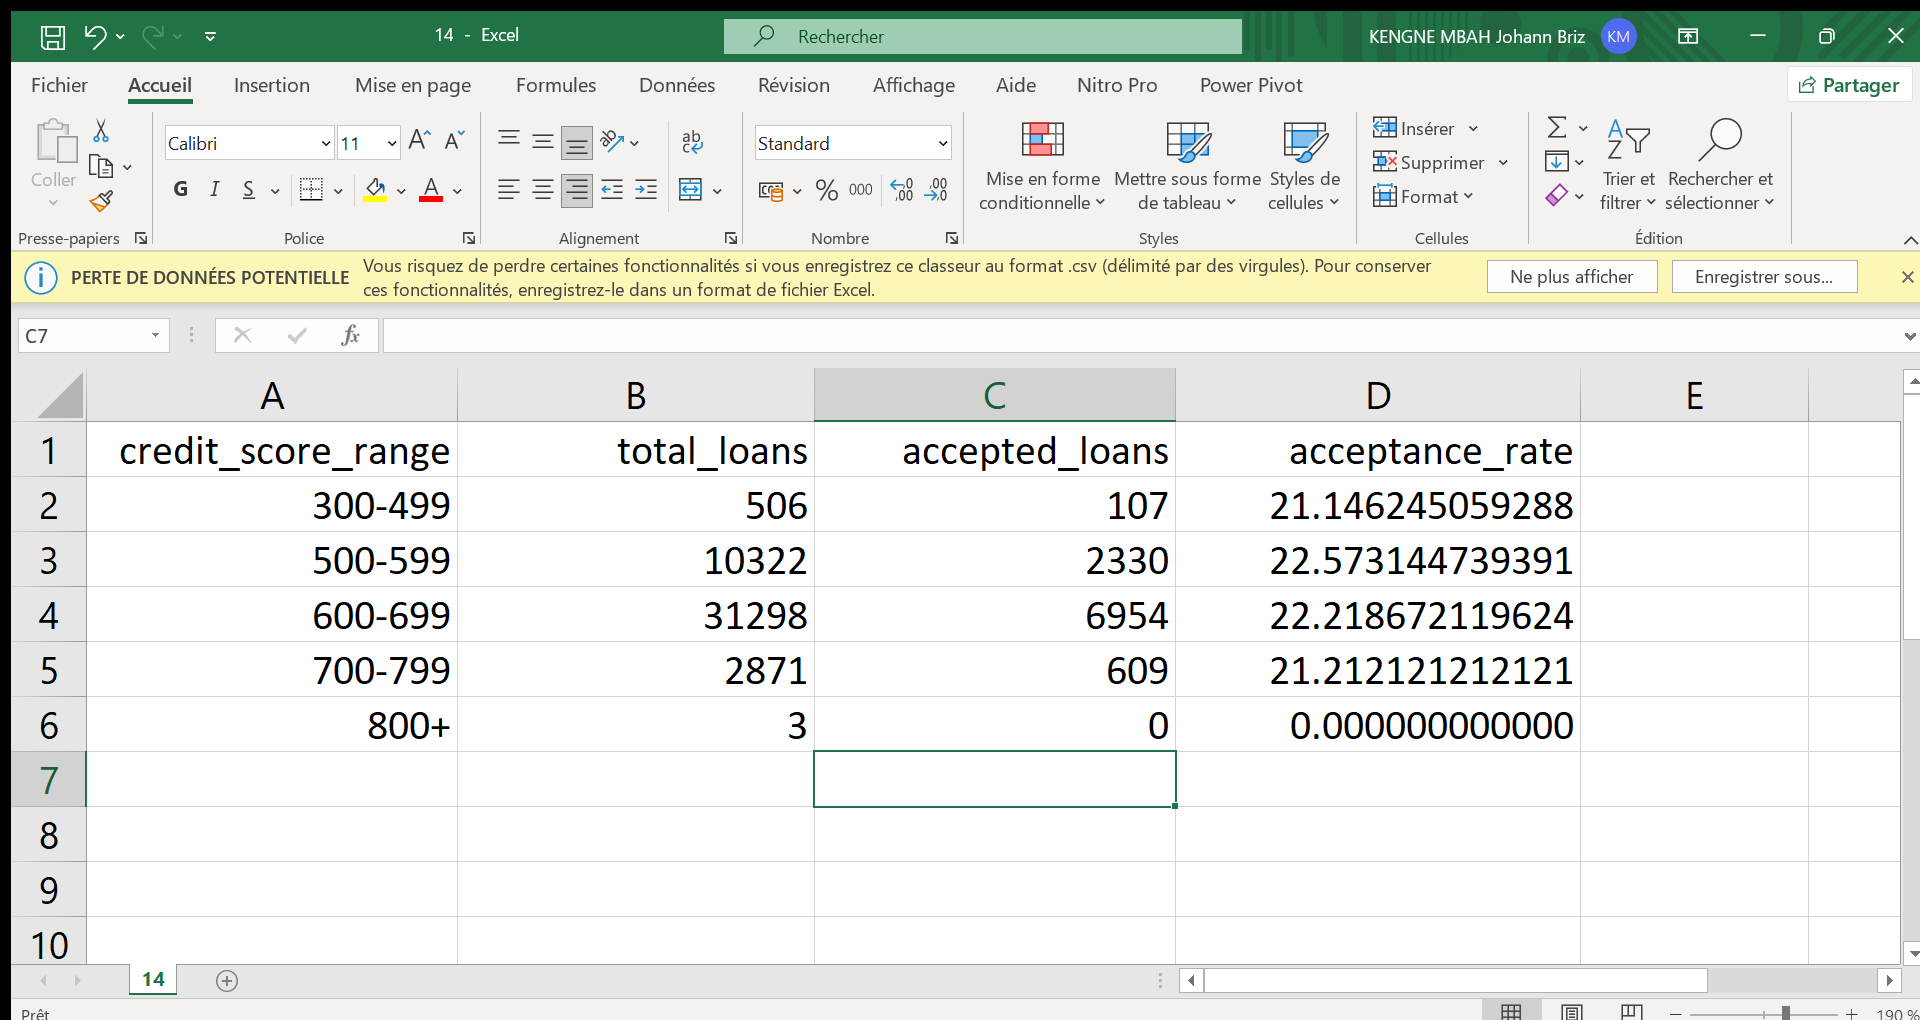 14 - Excel
Rechercher
KENGNE MBAH Johann Briz
KM
Fichier Accueil Insertion Mise en page Formules Données Révision Affichage Aide Nitro Pro Power Pivot
Partager
Coller
Presse-papiers
Calibri 11
G I S
Police
Alignement
Standard
% 000
Nombre
Mise en forme conditionnelle
Mettre sous forme de tableau
Styles de cellules
Styles
Insérer
Supprimer
Format
Cellules
Trier et filtrer
Rechercher et sélectionner
Édition
PERTE DE DONNÉES POTENTIELLE
Vous risquez de perdre certaines fonctionnalités si vous enregistrez ce classeur au format .csv (délimité par des virgules). Pour conserver
ces fonctionnalités, enregistrez-le dans un format de fichier Excel.
Ne plus afficher
Enregistrer sous...
C7
fx
A B C D E
1 credit_score_range total_loans accepted_loans acceptance_rate
2 300-499 506 107 21.146245059288
3 500-599 10322 2330 22.573144739391
4 600-699 31298 6954 22.218672119624
5 700-799 2871 609 21.212121212121
6 800+ 3 0 0.000000000000
7
8
9
10
14
Prêt
190 %